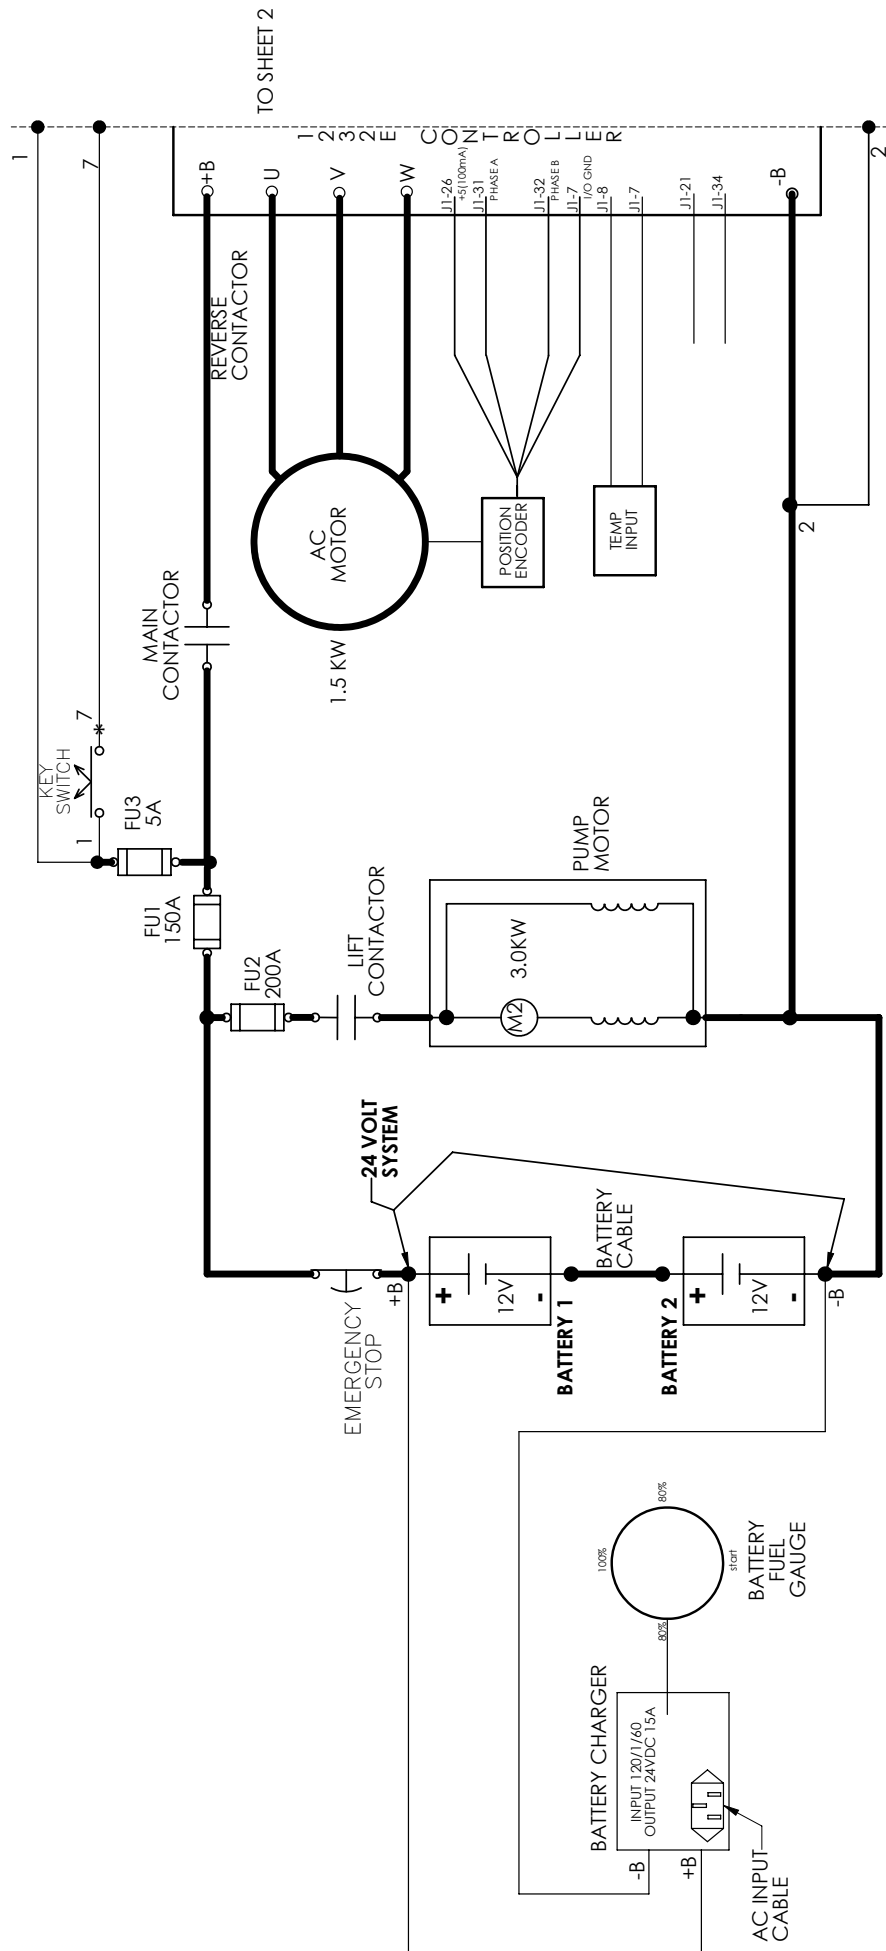 AC INPUT
CABLE
BATTERY CHARGER
INPUT 120/1/60
OUTPUT 24VDC 15A
-B
+B
BATTERY
FUEL
GAUGE
80%
100%
80%
start
EMERGENCY
STOP
+B
24 VOLT
SYSTEM
+
12V
-
BATTERY 1
BATTERY
CABLE
BATTERY 2
+
12V
-
-B
FU2
200A
FU1
150A
LIFT
CONTACTOR
M2
3.0KW
PUMP
MOTOR
FU3
5A
1
KEY
SWITCH
7
*
MAIN
CONTACTOR
1.5 KW
AC
MOTOR
POSITION
ENCODER
TEMP
INPUT
2
REVERSE
CONTACTOR
+B
U
V
W
J1-26
+5(100mA)
J1-31
PHASE A
J1-32
PHASE B
J1-7
I/O GND
J1-8
J1-7
J1-21
J1-34
-B
1232E CONTROLLER
1
7
2
TO SHEET 2